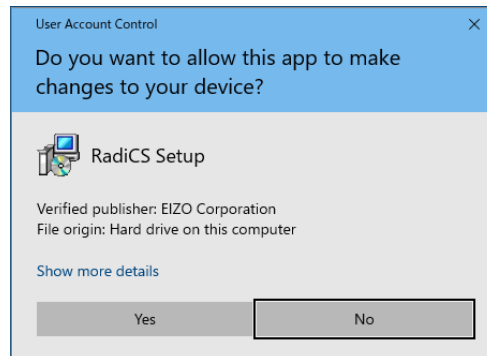 User Account Control
Do you want to allow this app to make
changes to your device?
RadiCS Setup
Verified publisher: EIZO Corporation
File origin: Hard drive on this computer
Show more details
Yes
No